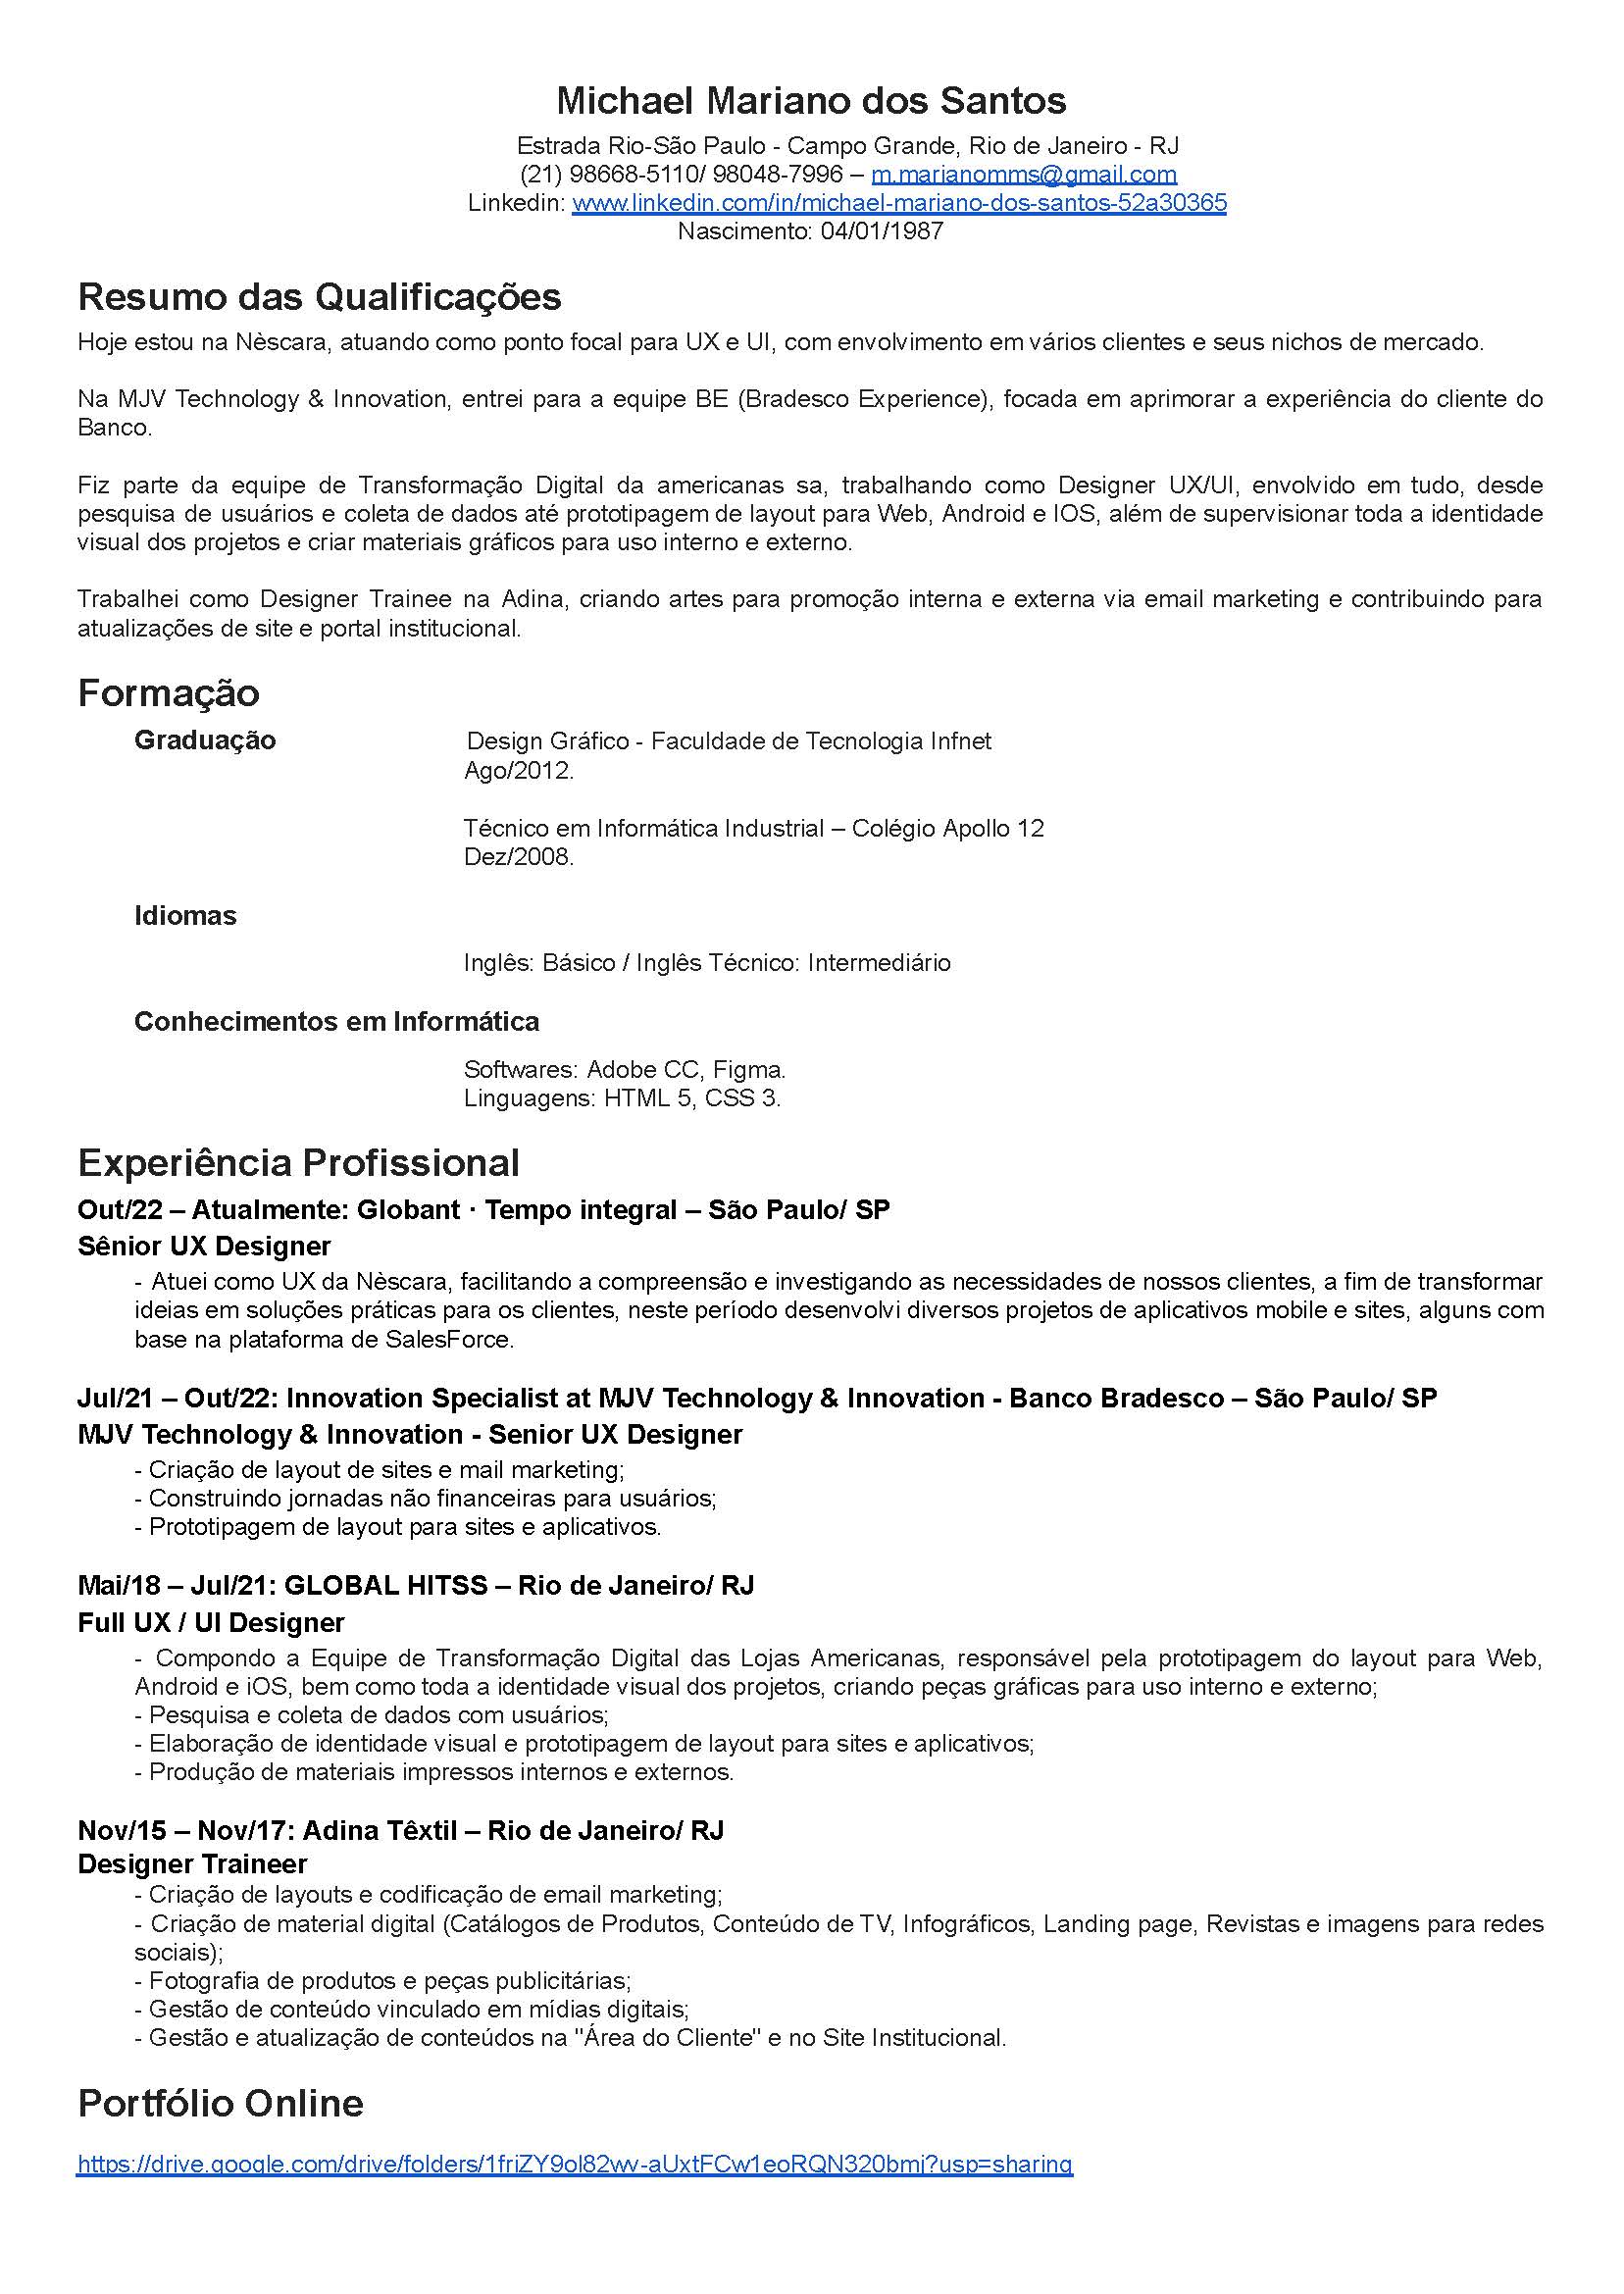 Michael Mariano dos Santos
Estrada Rio-São Paulo - Campo Grande, Rio de Janeiro - RJ
(21) 98668-5110/ 98048-7996 – m.marianomms@gmail.com
Linkedin: www.linkedin.com/in/michael-mariano-dos-santos-52a30365
Nascimento: 04/01/1987
Resumo das Qualificações
Hoje estou na Nèscara, atuando como ponto focal para UX e UI, com envolvimento em vários clientes e seus nichos de mercado.
Na MJV Technology & Innovation, entrei para a equipe BE (Bradesco Experience), focada em aprimorar a experiência do cliente do
Banco.
Fiz parte da equipe de Transformação Digital da americanas sa, trabalhando como Designer UX/UI, envolvido em tudo, desde
pesquisa de usuários e coleta de dados até prototipagem de layout para Web, Android e IOS, além de supervisionar toda a identidade
visual dos projetos e criar materiais gráficos para uso interno e externo.
Trabalhei como Designer Trainee na Adina, criando artes para promoção interna e externa via email marketing e contribuindo para
atualizações de site e portal institucional.
Formação
Graduação Design Gráfico - Faculdade de Tecnologia Infnet
Ago/2012.
Técnico em Informática Industrial – Colégio Apollo 12
Dez/2008.
Idiomas
Inglês: Básico / Inglês Técnico: Intermediário
Conhecimentos em Informática
Softwares: Adobe CC, Figma.
Linguagens: HTML 5, CSS 3.
Experiência Profissional
Out/22 – Atualmente: Globant · Tempo integral – São Paulo/ SP
Sênior UX Designer
- Atuei como UX da Nèscara, facilitando a compreensão e investigando as necessidades de nossos clientes, a fim de transformar
ideias em soluções práticas para os clientes, neste período desenvolvi diversos projetos de aplicativos mobile e sites, alguns com
base na plataforma de SalesForce.
Jul/21 – Out/22: Innovation Specialist at MJV Technology & Innovation - Banco Bradesco – São Paulo/ SP
MJV Technology & Innovation - Senior UX Designer
- Criação de layout de sites e mail marketing;
- Construindo jornadas não financeiras para usuários;
- Prototipagem de layout para sites e aplicativos.
Mai/18 – Jul/21: GLOBAL HITSS – Rio de Janeiro/ RJ
Full UX / UI Designer
- Compondo a Equipe de Transformação Digital das Lojas Americanas, responsável pela prototipagem do layout para Web,
Android e iOS, bem como toda a identidade visual dos projetos, criando peças gráficas para uso interno e externo;
- Pesquisa e coleta de dados com usuários;
- Elaboração de identidade visual e prototipagem de layout para sites e aplicativos;
- Produção de materiais impressos internos e externos.
Nov/15 – Nov/17: Adina Têxtil – Rio de Janeiro/ RJ
Designer Traineer
- Criação de layouts e codificação de email marketing;
- Criação de material digital (Catálogos de Produtos, Conteúdo de TV, Infográficos, Landing page, Revistas e imagens para redes
sociais);
- Fotografia de produtos e peças publicitárias;
- Gestão de conteúdo vinculado em mídias digitais;
- Gestão e atualização de conteúdos na "Área do Cliente" e no Site Institucional.
Portfólio Online
https://drive.google.com/drive/folders/1friZY9ol82wv-aUxtFCw1eoRQN320bmj?usp=sharing